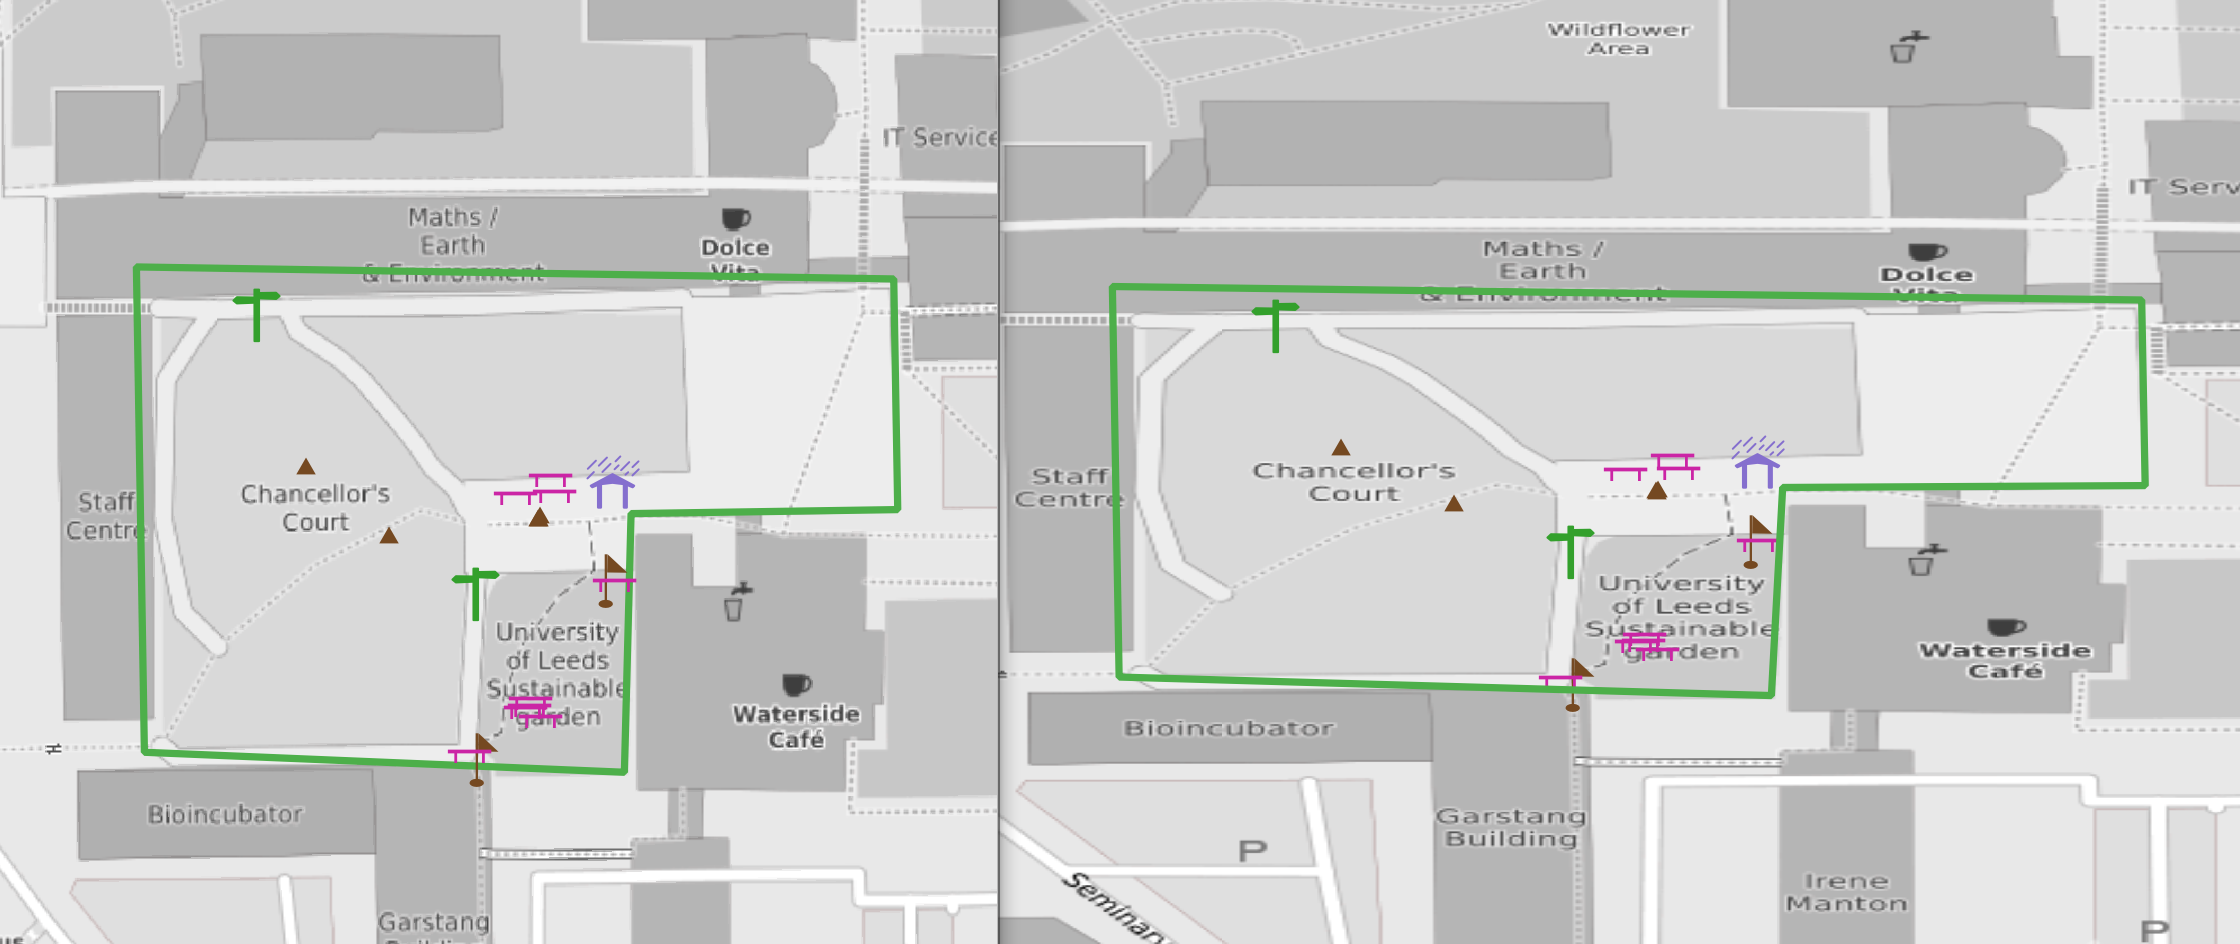 IT Service
Maths /
Earth
& Environment
Dolce
Vita
Staff
Centre
Chancellor's
Court
University
of Leeds
Sustainable
garden
Waterside
Café
Bioincubator
Garstang
Wildflower
Area
IT Serv
Maths /
Earth
& Environment
Dolce
Vita
Staff
Centre
Chancellor's
Court
University
of Leeds
Sustainable
garden
Waterside
Café
Bioincubator
Garstang
Building
P
Seminary
Irene
Manton
P